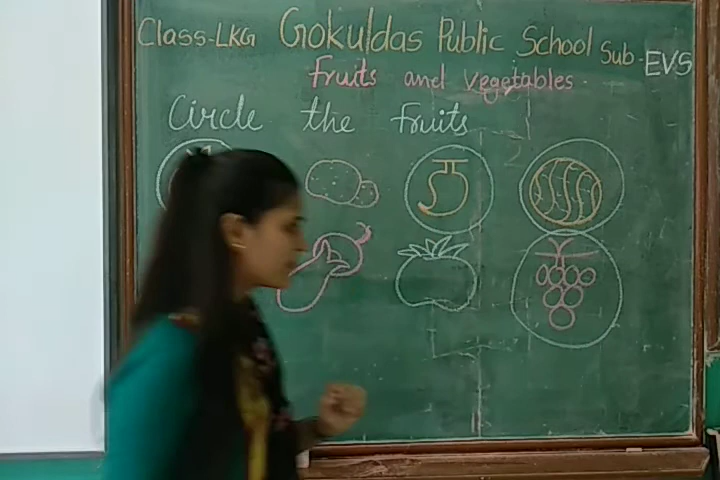 Class-LKG Gokuldas Public School Sub-EVS
fruits and vegetables
Circle the fruits